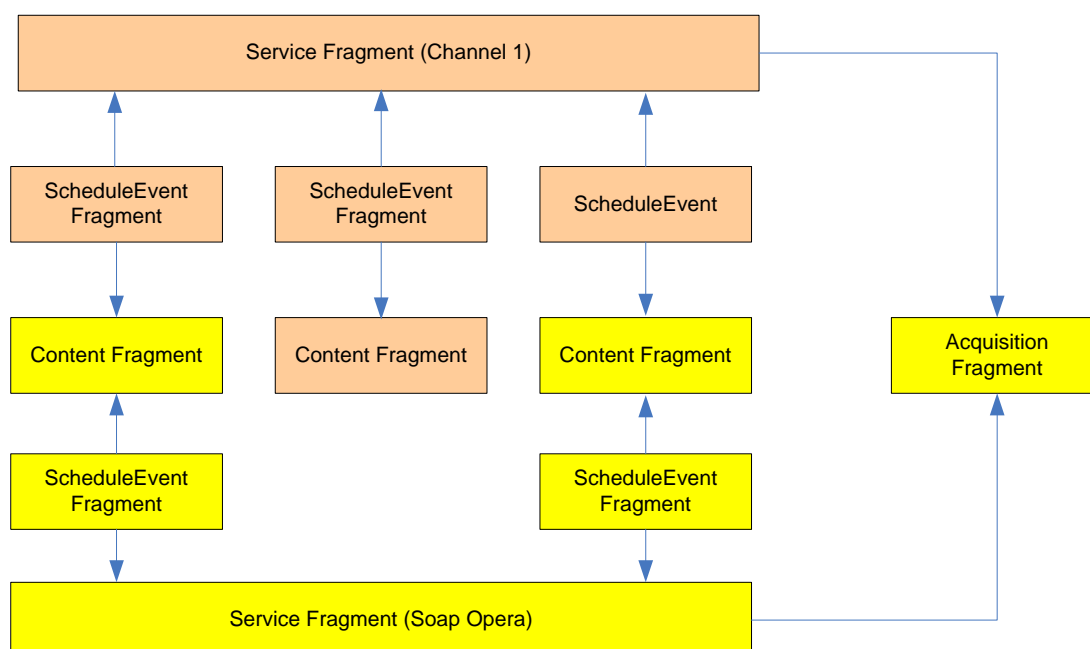 Service Fragment (Channel 1)
ScheduleEvent
Fragment
ScheduleEvent
Fragment
ScheduleEvent
Content Fragment
Content Fragment
Content Fragment
Acquisition
Fragment
ScheduleEvent
Fragment
ScheduleEvent
Fragment
Service Fragment (Soap Opera)